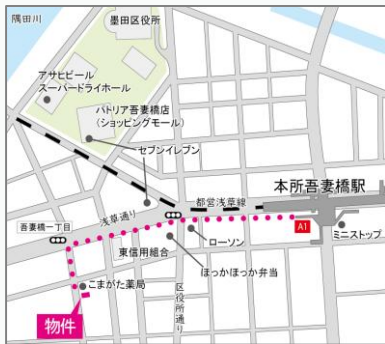 隅田川
墨田区役所
アサヒビール
スーパードライホール
パトリア吾妻橋店
(ショッピングモール)
セブンイレブン
本所吾妻橋駅
都営浅草線
浅草通り
吾妻橋一丁目
A1
ローソン
ミニストップ
東信用組合
ほっかほっか弁当
区役所通り
こまがた薬局
物件